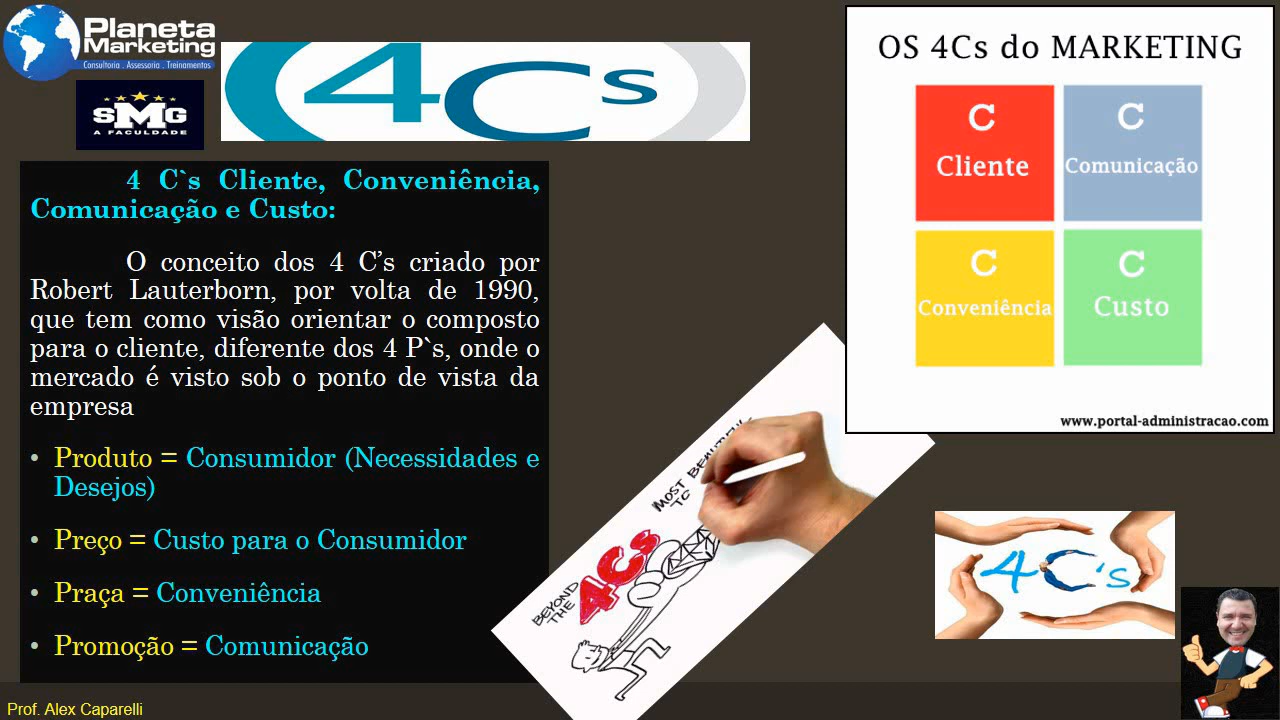 Planeta
Marketing
Consultoria . Assessoria . Treinamentos
SMG
A FACULDADE
4Cs
4 C`s Cliente, Conveniência,
Comunicação e Custo:
O conceito dos 4 C’s criado por
Robert Lauterborn, por volta de 1990,
que tem como visão orientar o composto
para o cliente, diferente dos 4 P`s, onde o
mercado é visto sob o ponto de vista da
empresa
• Produto = Consumidor (Necessidades e
Desejos)
• Preço = Custo para o Consumidor
• Praça = Conveniência
• Promoção = Comunicação
OS 4Cs do MARKETING
C
Cliente
C
Comunicação
C
Conveniência
C
Custo
www.portal-administracao.com
MOST
TO
BEYOND
THE
4Cs
4C's
Prof. Alex Caparelli